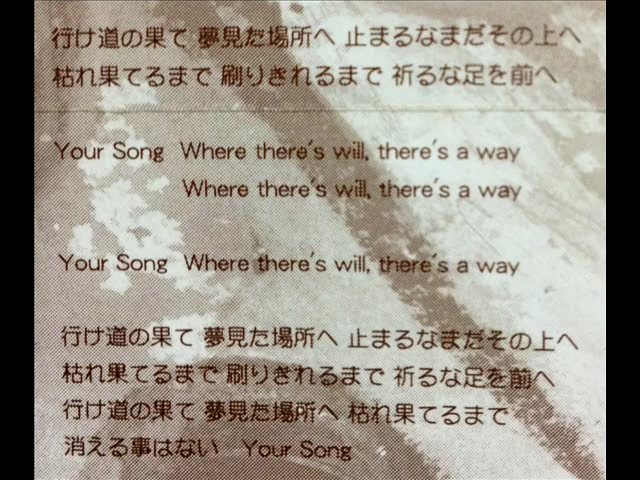 行け道の果て 夢見た場所へ 止まるなまだその上へ
枯れ果てるまで 刷りきれるまで 祈るな足を前へ
Your Song Where there's will, there's a way
Where there's will, there's a way
Your Song Where there's will, there's a way
行け道の果て 夢見た場所へ 止まるなまだその上へ
枯れ果てるまで 刷りきれるまで 祈るな足を前へ
行け道の果て 夢見た場所へ 枯れ果てるまで
消える事はない Your Song